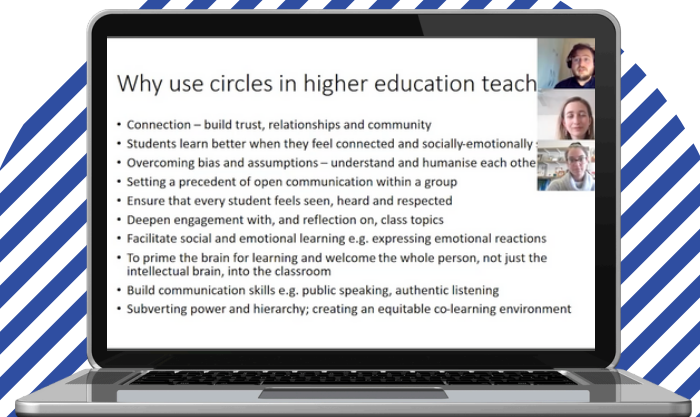 Why use circles in higher education teach
• Connection – build trust, relationships and community
• Students learn better when they feel connected and socially-emotionally
• Overcoming bias and assumptions – understand and humanise each othe
• Setting a precedent of open communication within a group
• Ensure that every student feels seen, heard and respected
• Deepen engagement with, and reflection on, class topics
• Facilitate social and emotional learning e.g. expressing emotional reactions
• To prime the brain for learning and welcome the whole person, not just the
intellectual brain, into the classroom
• Build communication skills e.g. public speaking, authentic listening
• Subverting power and hierarchy; creating an equitable co-learning environment